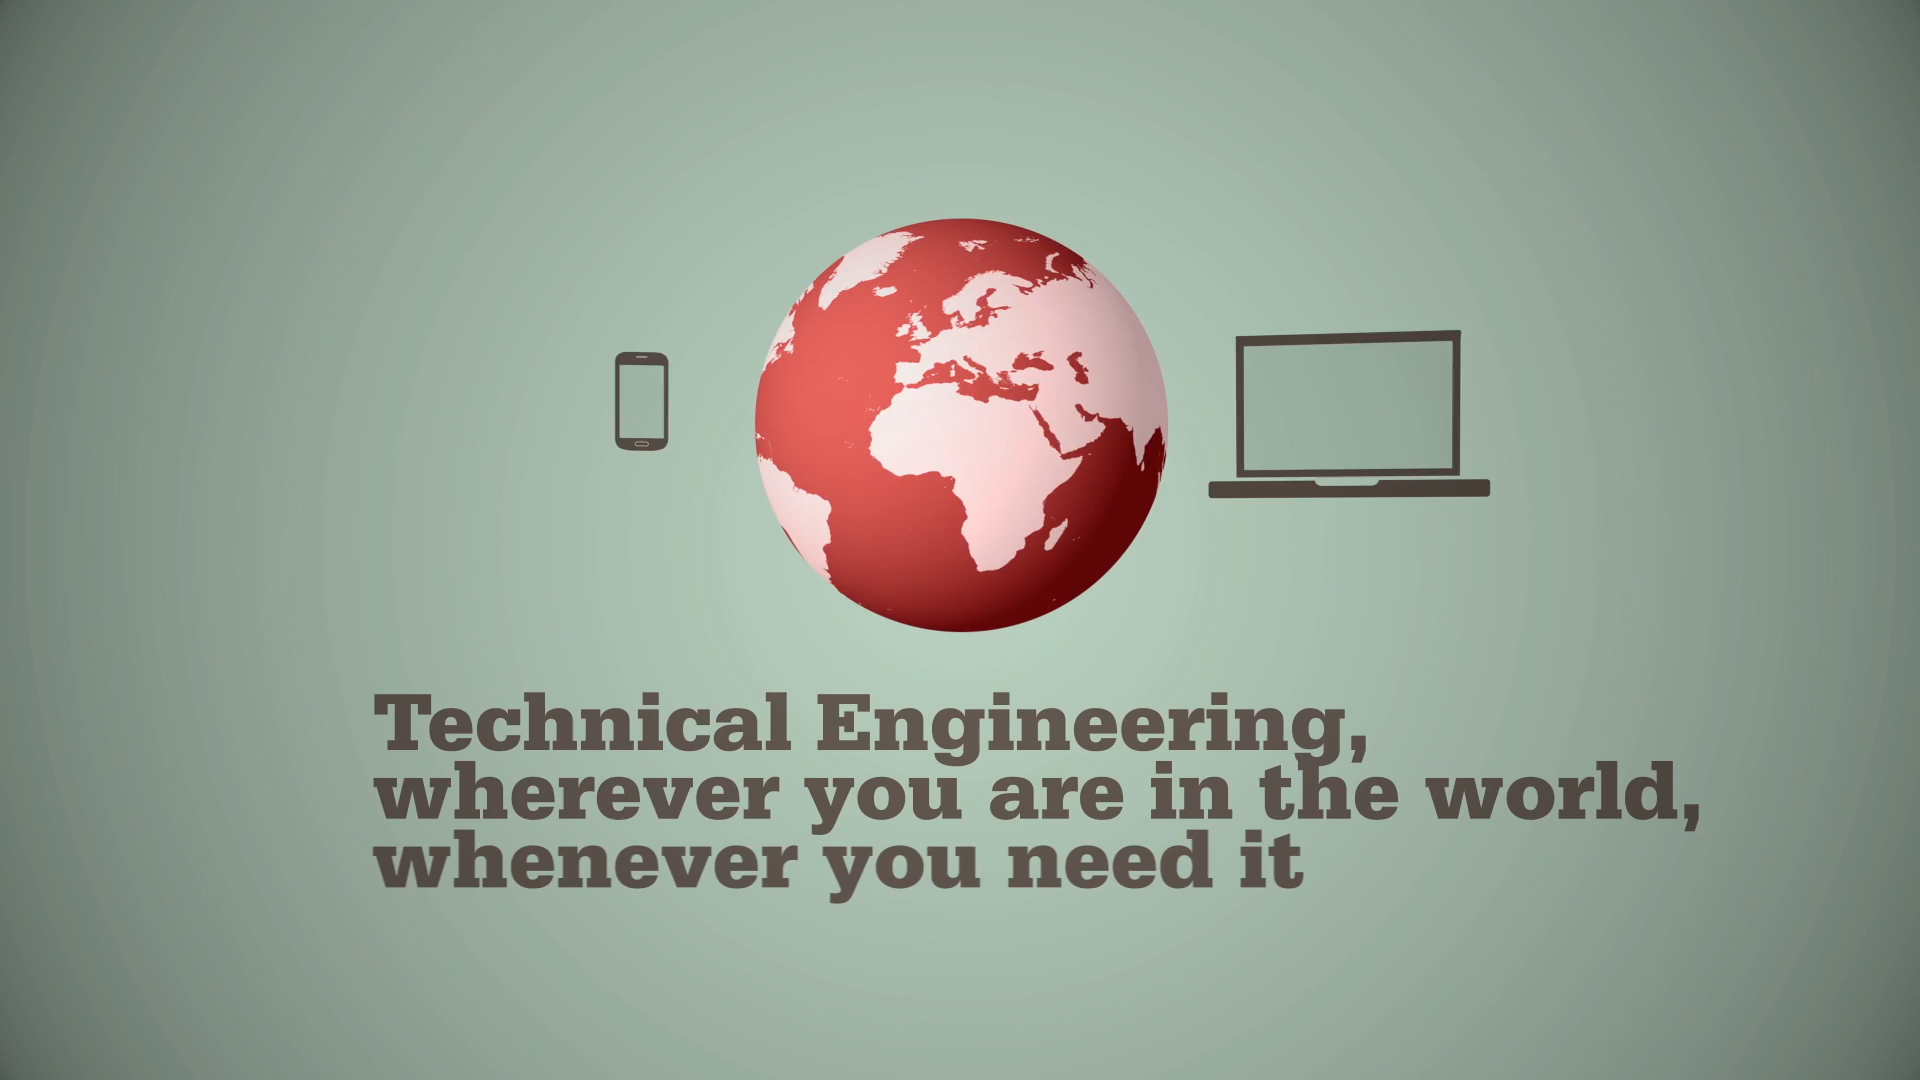 Technical Engineering,
wherever you are in the world,
whenever you need it